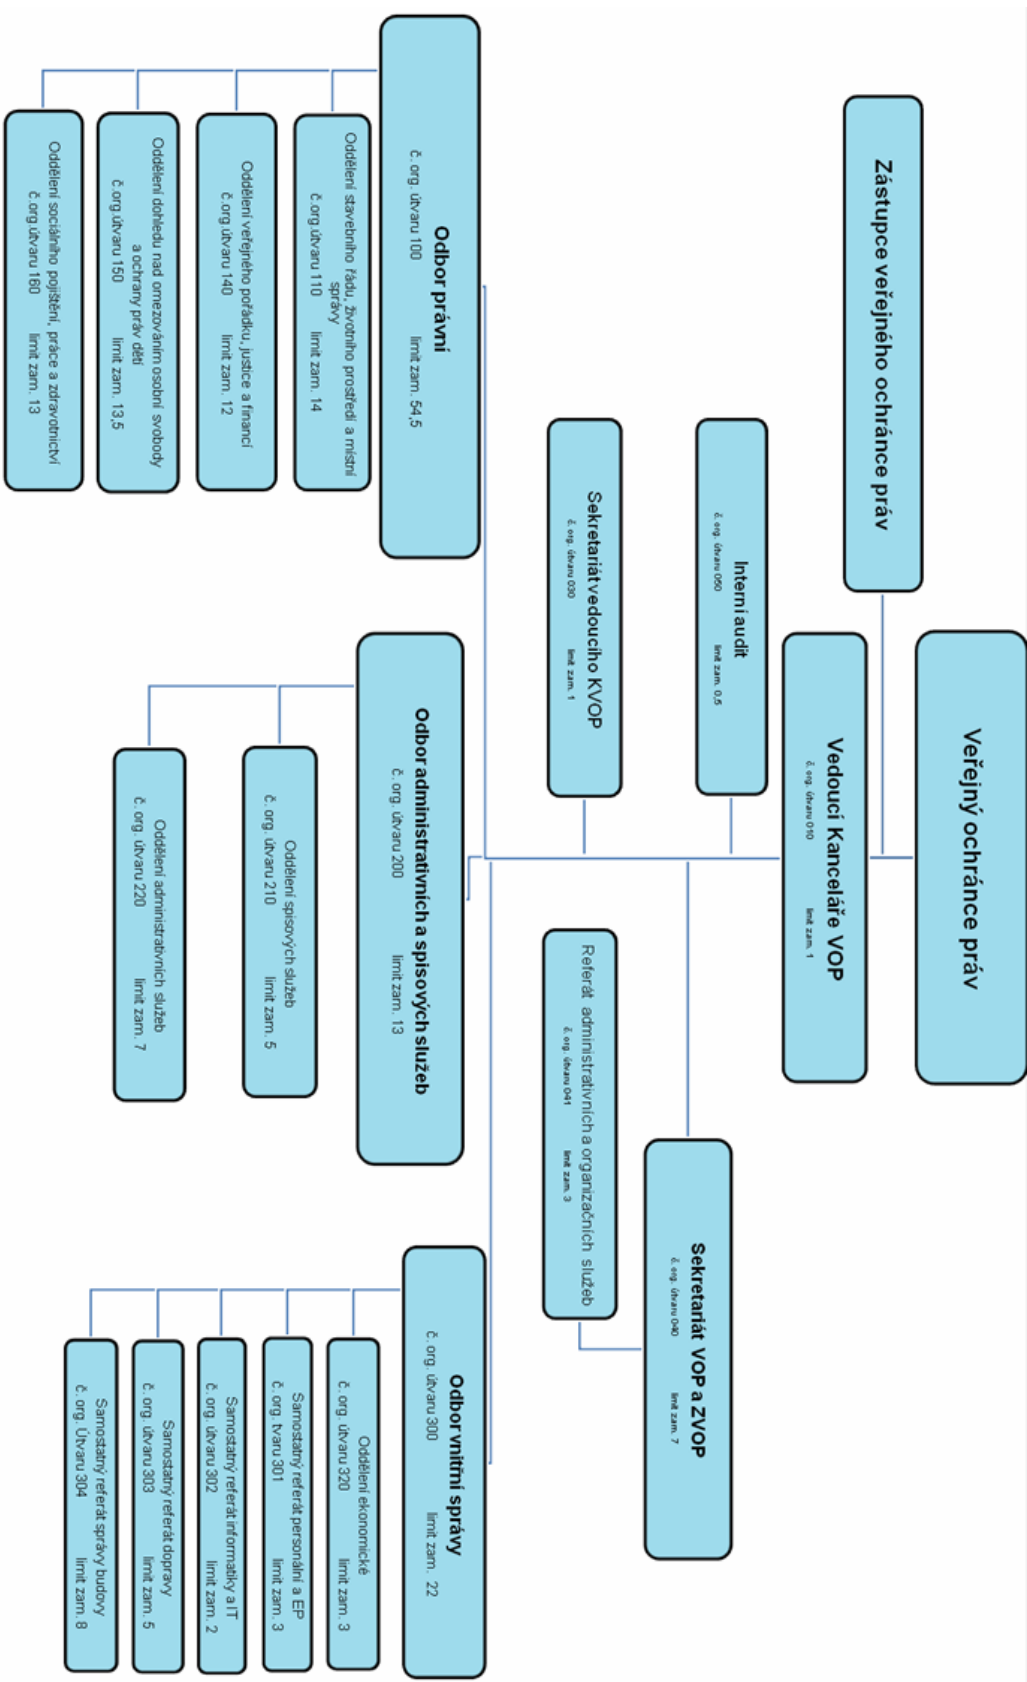 Veřejný ochránce práv
Zástupce veřejného ochránce práv
Vedoucí Kanceláře VOP
č. org. útvaru 010 limit zam. 1
Interní audit
č. org. útvaru 050 limit zam. 0,5
Sekretariát VOP a ZVOP
č. org. útvaru 040 limit zam. 7
Sekretariát vedoucího KVOP
č. org. útvaru 030 limit zam. 1
Referát administrativních a organizačních služeb
č. org. útvaru 041 limit zam. 3
Odbor právní
č. org. útvaru 100 limit zam. 54,5
Oddělení stavebního řádu, životního prostředí a místní
správy
č.org.útvaru 110 limit zam. 14
Oddělení veřejného pořádku, justice a financí
č.org.útvaru 140 limit zam. 12
Oddělení dohledu nad omezováním osobní svobody
a ochrany práv dětí
č.org.útvaru 150 limit zam. 13,5
Oddělení sociálního pojištění, práce a zdravotnictví
č.org.útvaru 160 limit zam. 13
Odbor administrativních a spisových služeb
č. org. útvaru 200 limit zam. 13
Oddělení spisových služeb
č. org. útvaru 210 limit zam. 5
Oddělení administrativních služeb
č. org. útvaru 220 limit zam. 7
Odbor vnitřní správy
č. org. útvaru 300 limit zam. 22
Oddělení ekonomické
č. org. útvaru 320 limit zam. 3
Samostatný referát personální a EP
č. org. tvaru 301 limit zam. 3
Samostatný referát informatiky a IT
č. org. útvaru 302 limit zam. 2
Samostatný referát dopravy
č. org. útvaru 303 limit zam. 5
Samostatný referát správy budovy
č. org. Útvaru 304 limit zam. 8